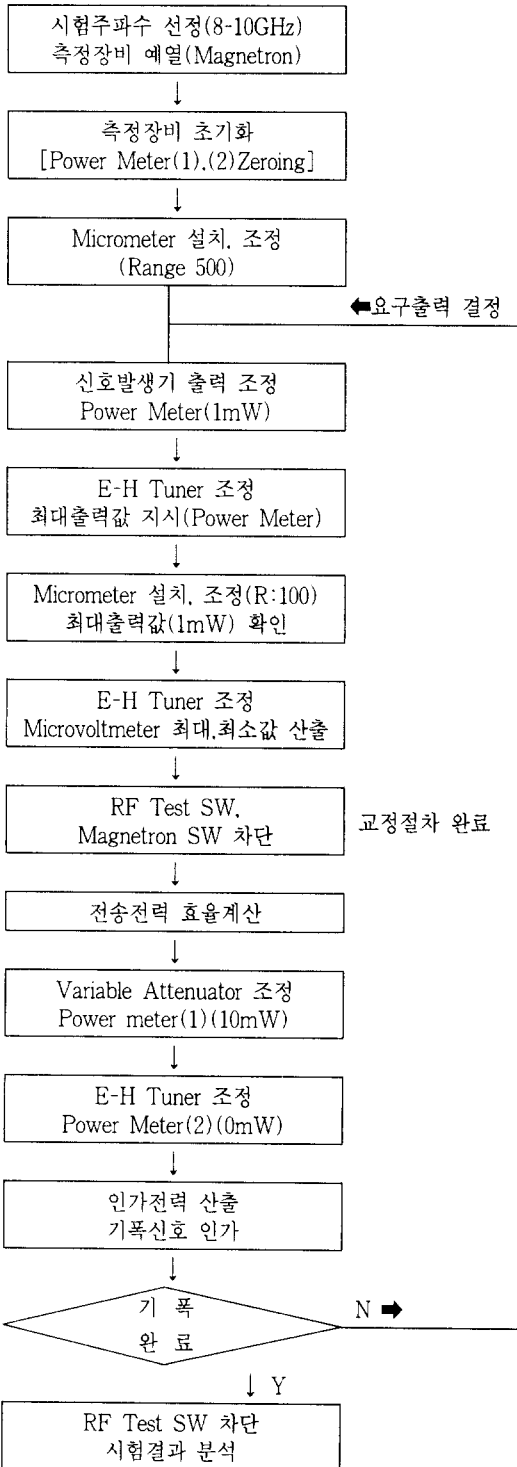 시험주파수 선정(8-10GHz)
측정장비 예열(Magnetron)
↓
측정장비 초기화
[Power Meter(1).(2)Zeroing]
↓
Micrometer 설치. 조정
(Range 500)
⬅요구출력 결정
신호발생기 출력 조정
Power Meter(1mW)
↓
E-H Tuner 조정
최대출력값 지시(Power Meter)
↓
Micrometer 설치. 조정(R:100)
최대출력값(1mW) 확인
↓
E-H Tuner 조정
Microvoltmeter 최대.최소값 산출
↓
RF Test SW.
Magnetron SW 차단
교정절차 완료
↓
전송전력 효율계산
↓
Variable Attenuator 조정
Power meter(1)(10mW)
↓
E-H Tuner 조정
Power Meter(2)(0mW)
↓
인가전력 산출
기폭신호 인가
↓
기 폭
완 료
N ➡
↓ Y
RF Test SW 차단
시험결과 분석